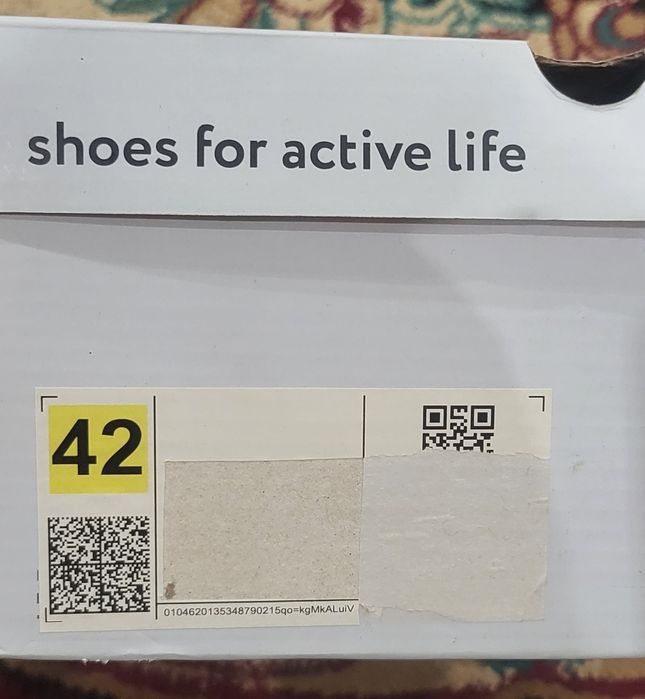 shoes for active life
42
0104620135348790215qo=kgMkALuiV